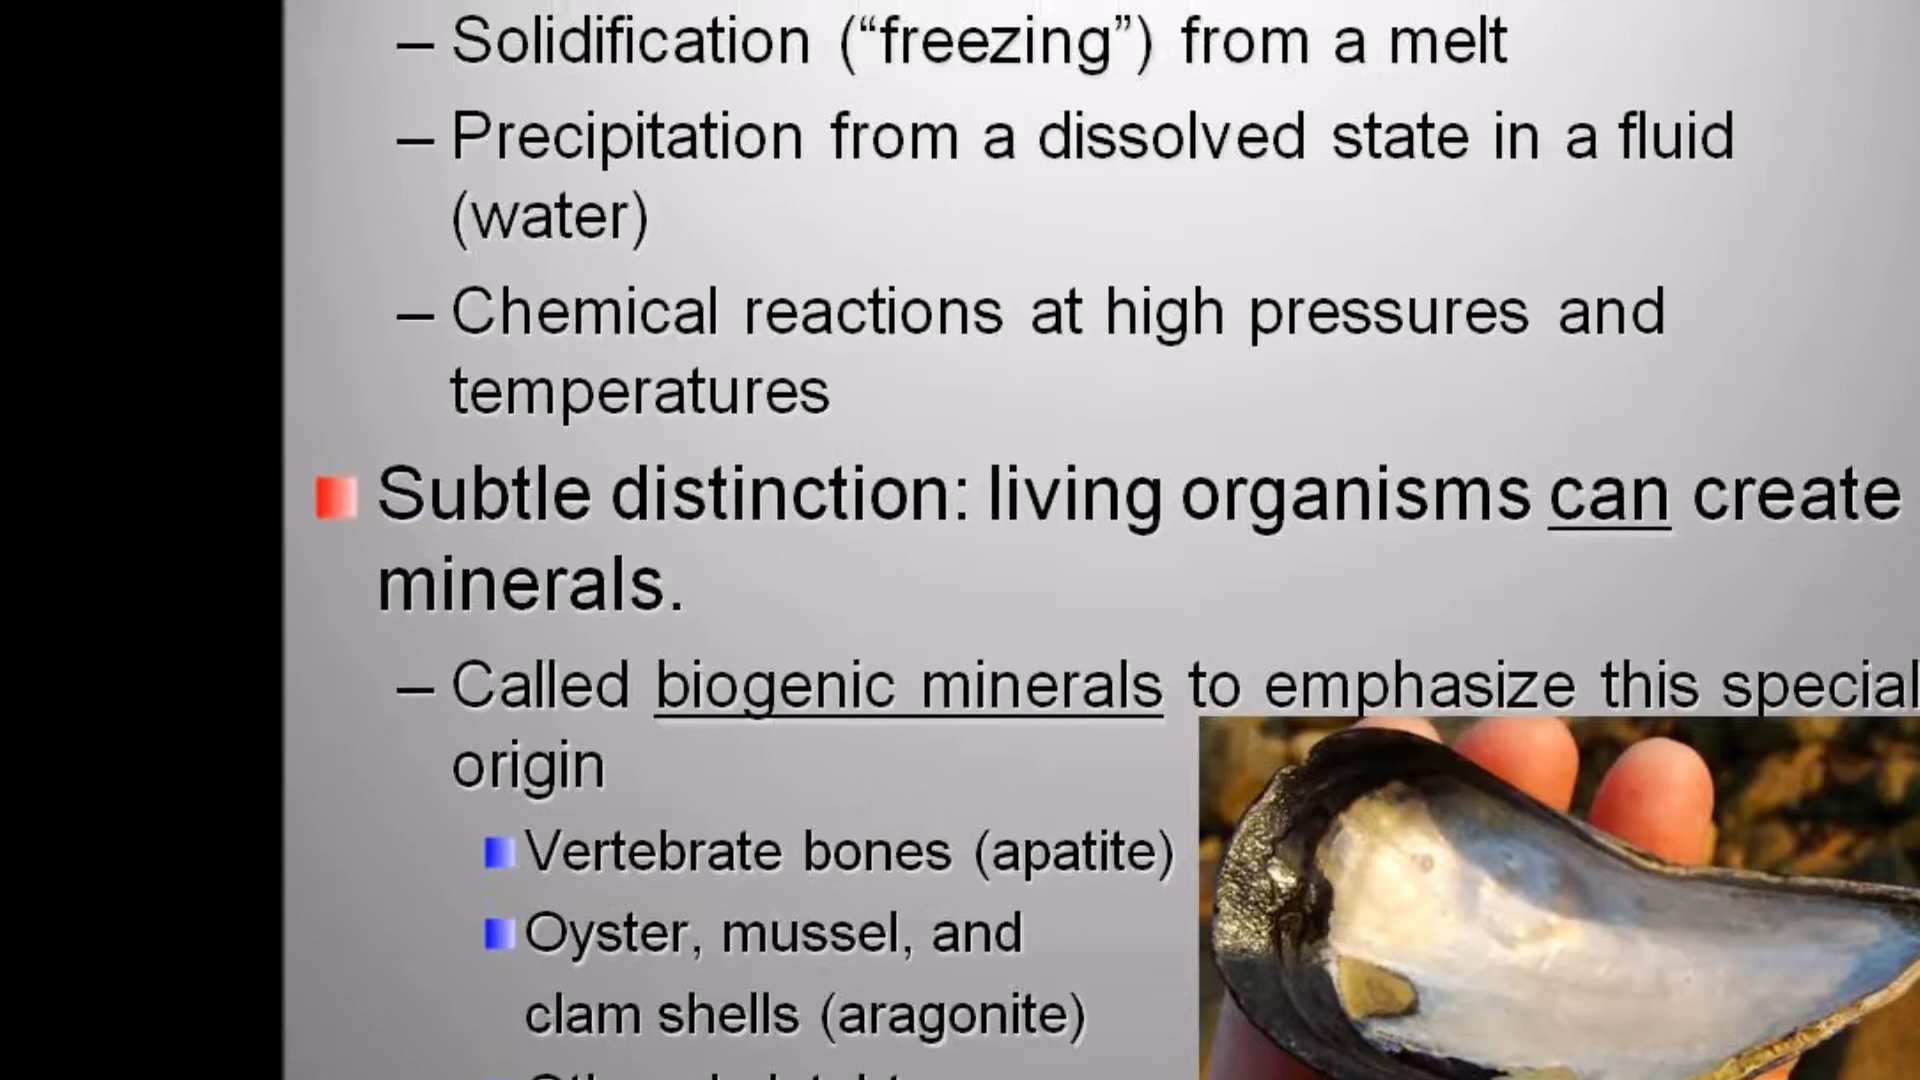 – Solidification (“freezing”) from a melt
– Precipitation from a dissolved state in a fluid
(water)
– Chemical reactions at high pressures and
temperatures
Subtle distinction: living organisms can create
minerals.
– Called biogenic minerals to emphasize this special
origin
Vertebrate bones (apatite)
Oyster, mussel, and
clam shells (aragonite)